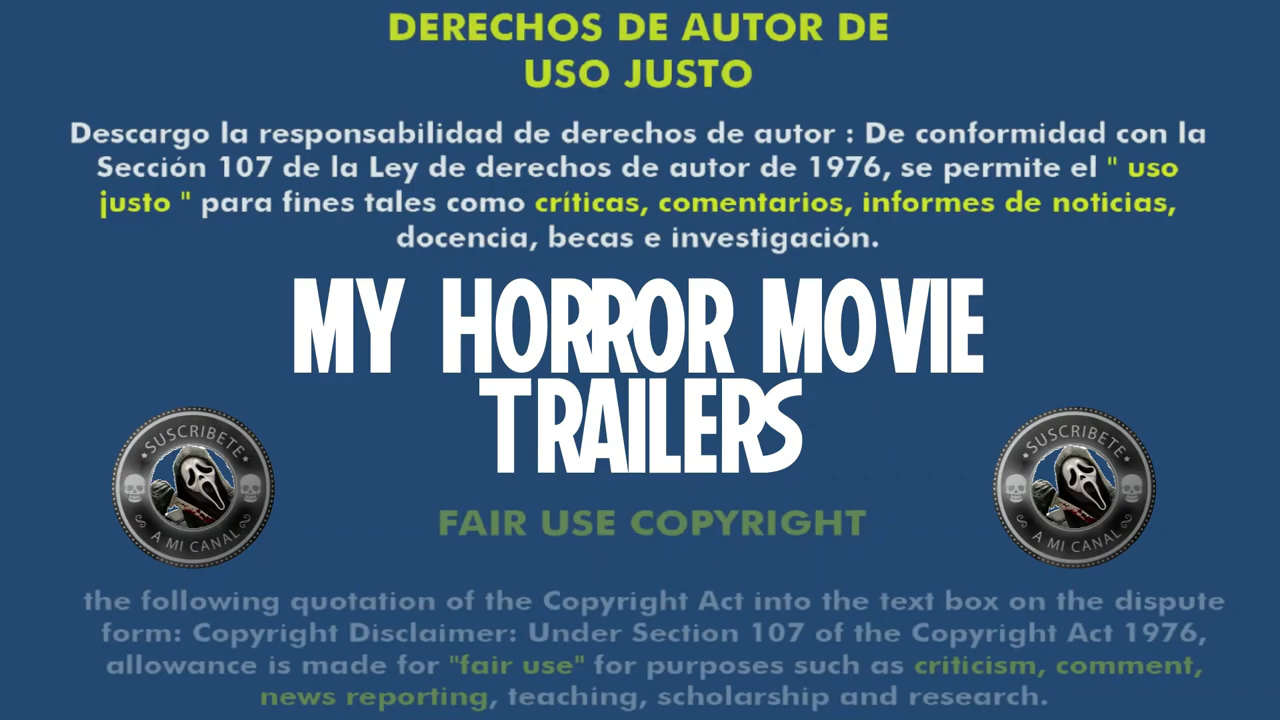 DERECHOS DE AUTOR DE
USO JUSTO
Descargo la responsabilidad de derechos de autor : De conformidad con la
Sección 107 de la Ley de derechos de autor de 1976, se permite el " uso
justo " para fines tales como críticas, comentarios, informes de noticias,
docencia, becas e investigación.
MY HORROR MOVIE
TRAILERS
SUSCRIBETE
A MI CANAL
SUSCRIBETE
A MI CANAL
FAIR USE COPYRIGHT
the following quotation of the Copyright Act into the text box on the dispute
form: Copyright Disclaimer: Under Section 107 of the Copyright Act 1976,
allowance is made for "fair use" for purposes such as criticism, comment,
news reporting, teaching, scholarship and research.